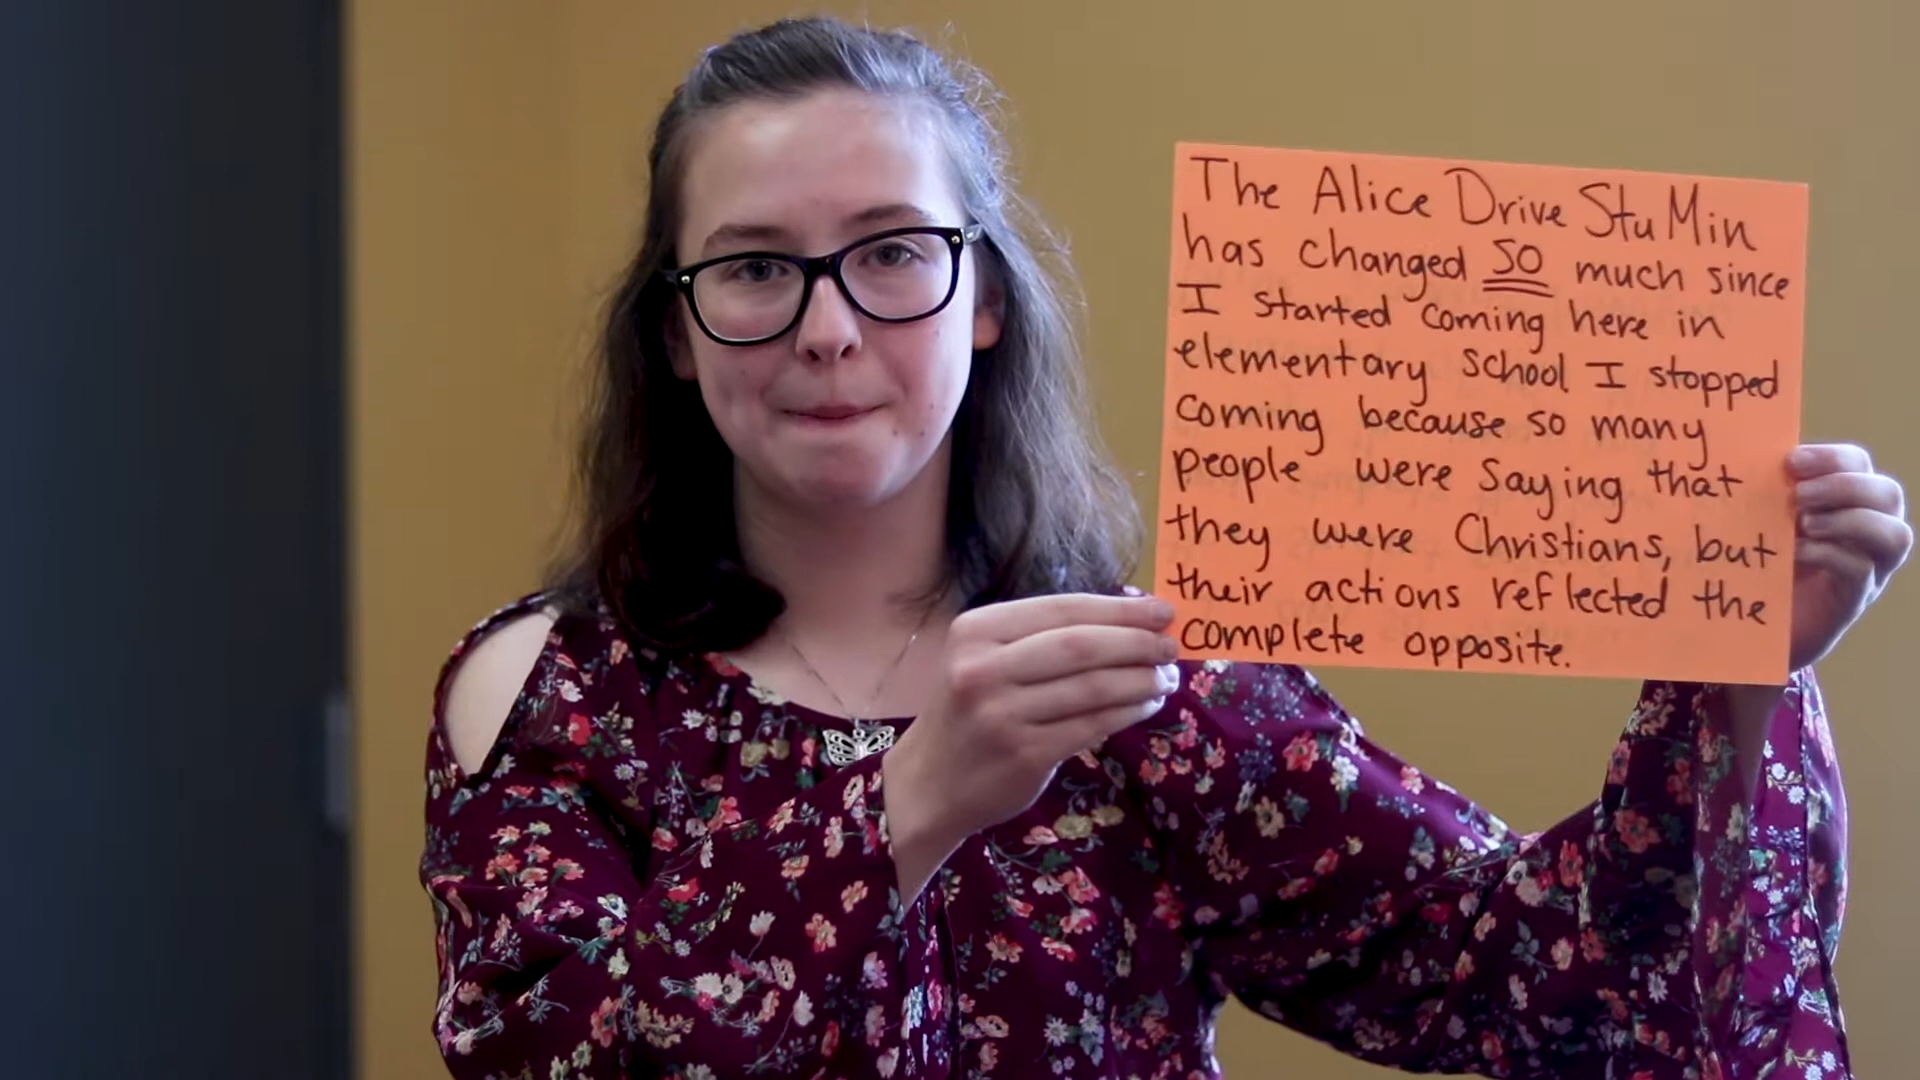 The Alice Drive StuMin
has changed SO much since
I started coming here in
elementary school I stopped
coming because so many
people were saying that
they were Christians, but
their actions reflected the
complete opposite.